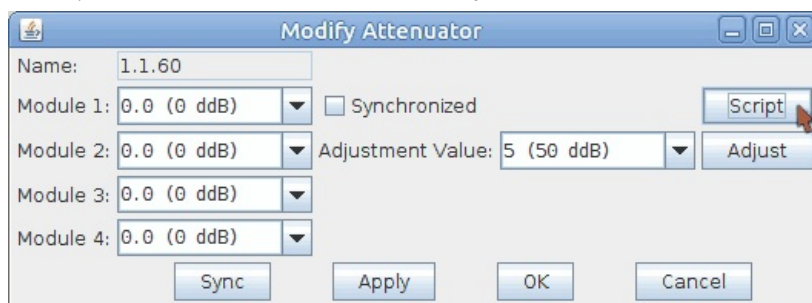 Modify Attenuator
Name: 1.1.60
Module 1: 0.0 (0 ddB) Synchronized Script
Module 2: 0.0 (0 ddB) Adjustment Value: 5 (50 ddB) Adjust
Module 3: 0.0 (0 ddB)
Module 4: 0.0 (0 ddB)
Sync Apply OK Cancel